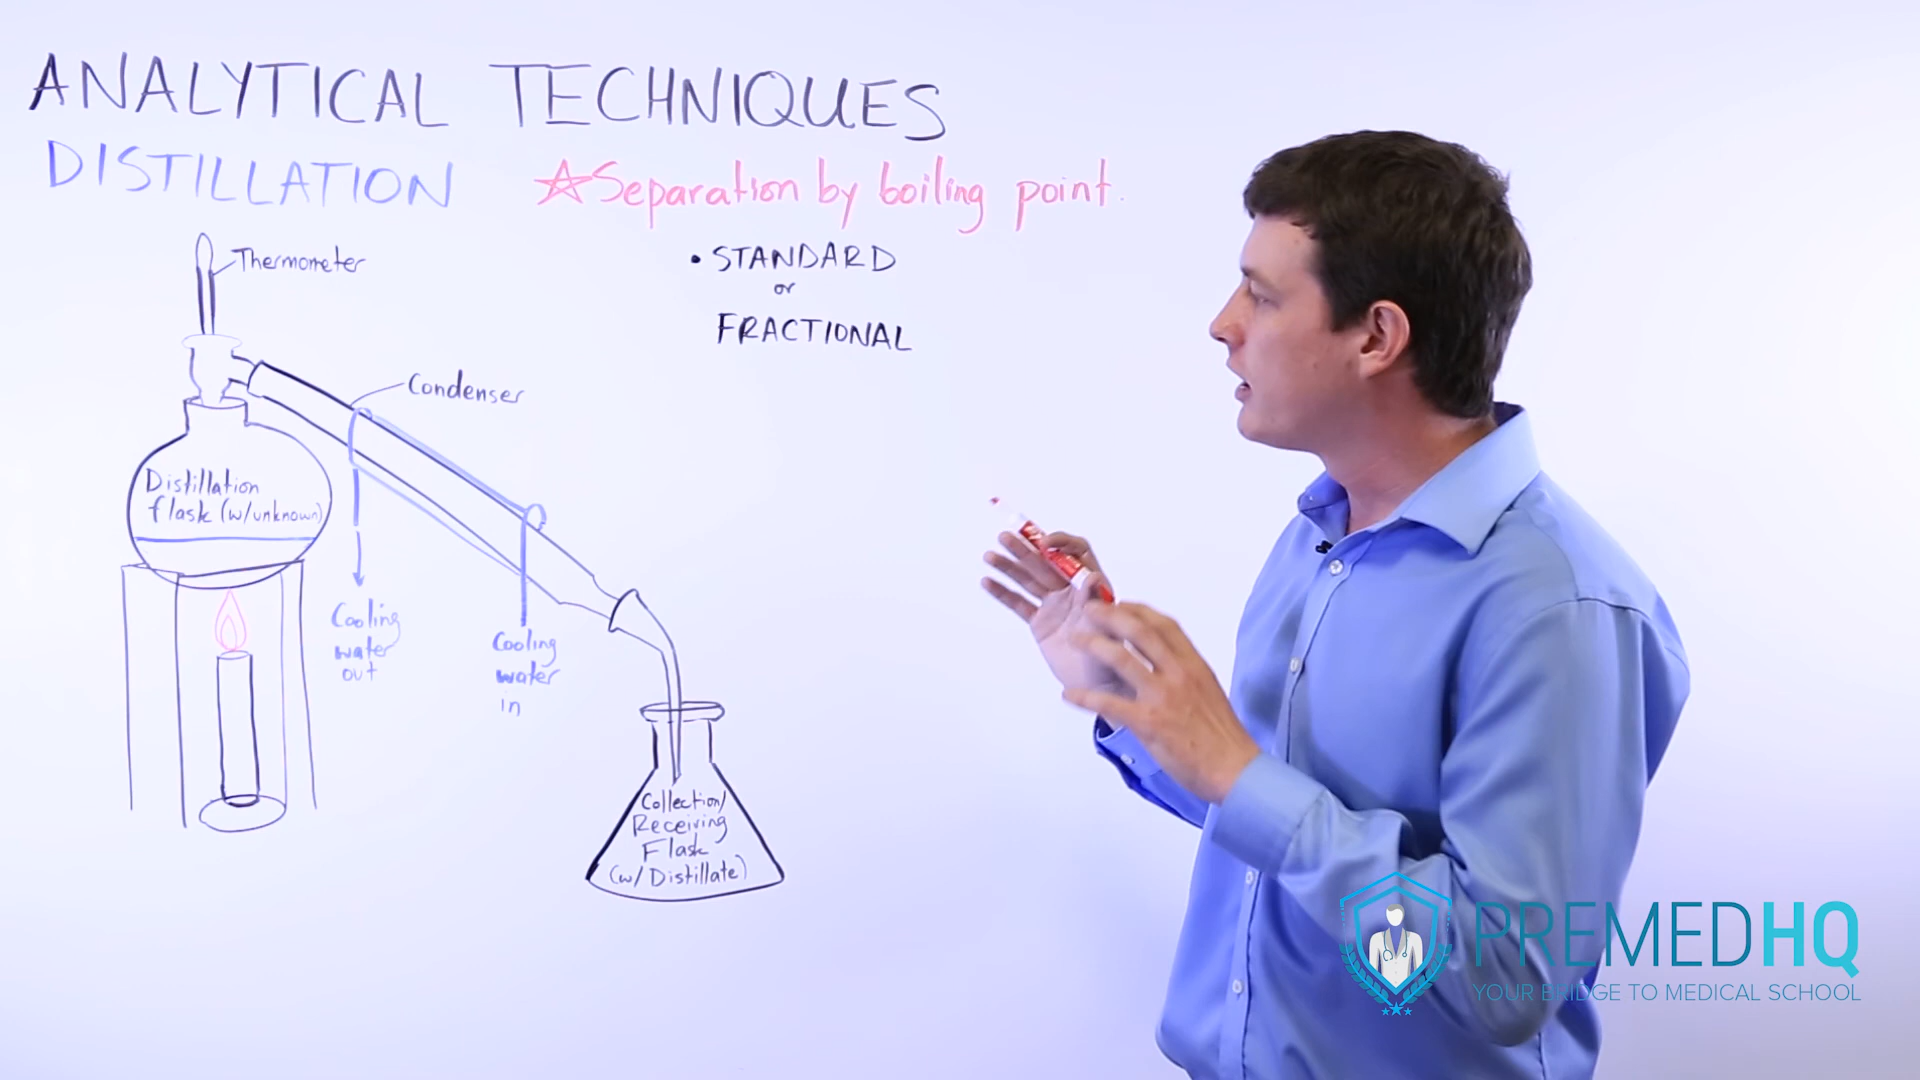 ANALYTICAL TECHNIQUES
DISTILLATION
☆Separation by boiling point.
• STANDARD
or
FRACTIONAL
Thermometer
Condenser
Distillation
flask (w/unknown)
Cooling
water
out
Cooling
water
in
Collection/
Receiving
Flask
(w/ Distillate)
PREMEDHQ
YOUR BRIDGE TO MEDICAL SCHOOL